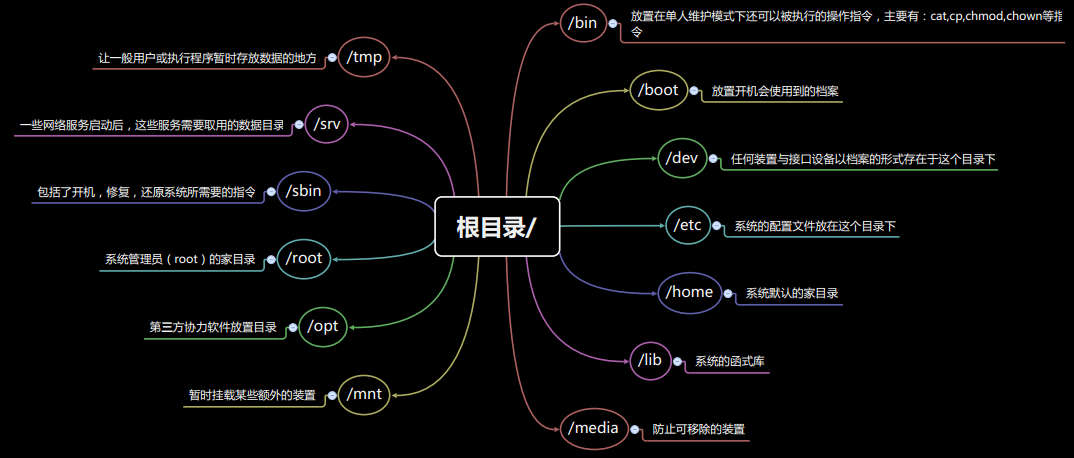 根目录/
/bin
放置在单人维护模式下还可以被执行的操作指令，主要有：cat,cp,chmod,chown等指
令
/boot
放置开机会使用到的档案
/dev
任何装置与接口设备以档案的形式存在于这个目录下
/etc
系统的配置文件放在这个目录下
/home
系统默认的家目录
/lib
系统的函式库
/media
防止可移除的装置
/tmp
让一般用户或执行程序暂时存放数据的地方
/srv
一些网络服务启动后，这些服务需要取用的数据目录
/sbin
包括了开机，修复，还原系统所需要的指令
/root
系统管理员（root）的家目录
/opt
第三方协力软件放置目录
/mnt
暂时挂载某些额外的装置